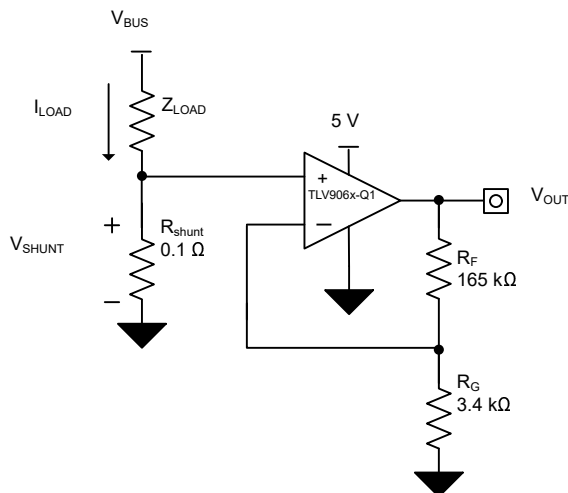 VBUS
ILOAD
ZLOAD
5 V
+
TLV906x-Q1
−
VOUT
+
VSHUNT
−
Rshunt
0.1 Ω
RF
165 kΩ
RG
3.4 kΩ